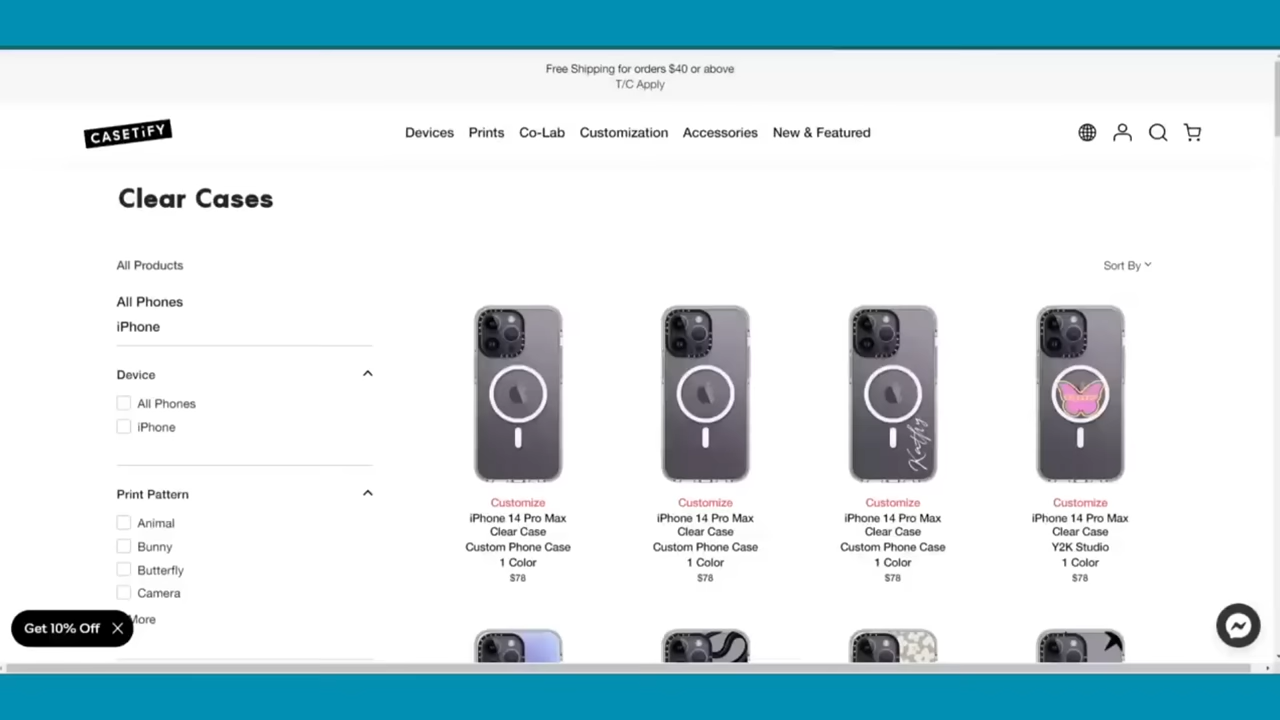 Free Shipping for orders $40 or above
T/C Apply
CASETiFY
Devices Prints Co-Lab Customization Accessories New & Featured
Clear Cases
All Products
Sort By
All Phones
iPhone
Device
All Phones
iPhone
Print Pattern
Animal
Bunny
Butterfly
Camera
More
Get 10% Off
Kathy
Customize
iPhone 14 Pro Max
Clear Case
Custom Phone Case
1 Color
$78
Customize
iPhone 14 Pro Max
Clear Case
Custom Phone Case
1 Color
$78
Customize
iPhone 14 Pro Max
Clear Case
Custom Phone Case
1 Color
$78
Customize
iPhone 14 Pro Max
Clear Case
Y2K Studio
1 Color
$78